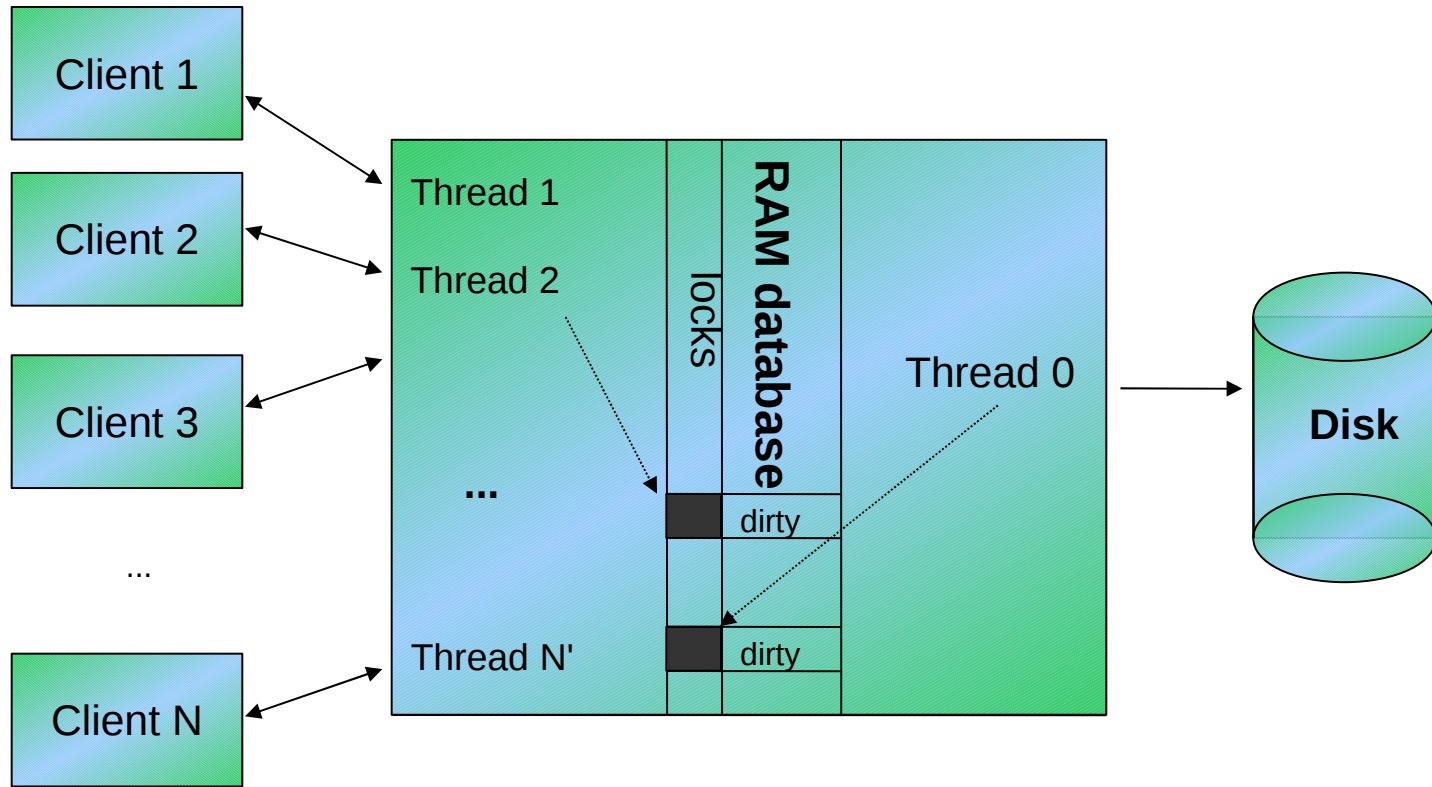 Client 1
Client 2
Client 3
...
Client N
Thread 1
Thread 2
...
Thread N'
locks
RAM database
dirty
dirty
Thread 0
Disk